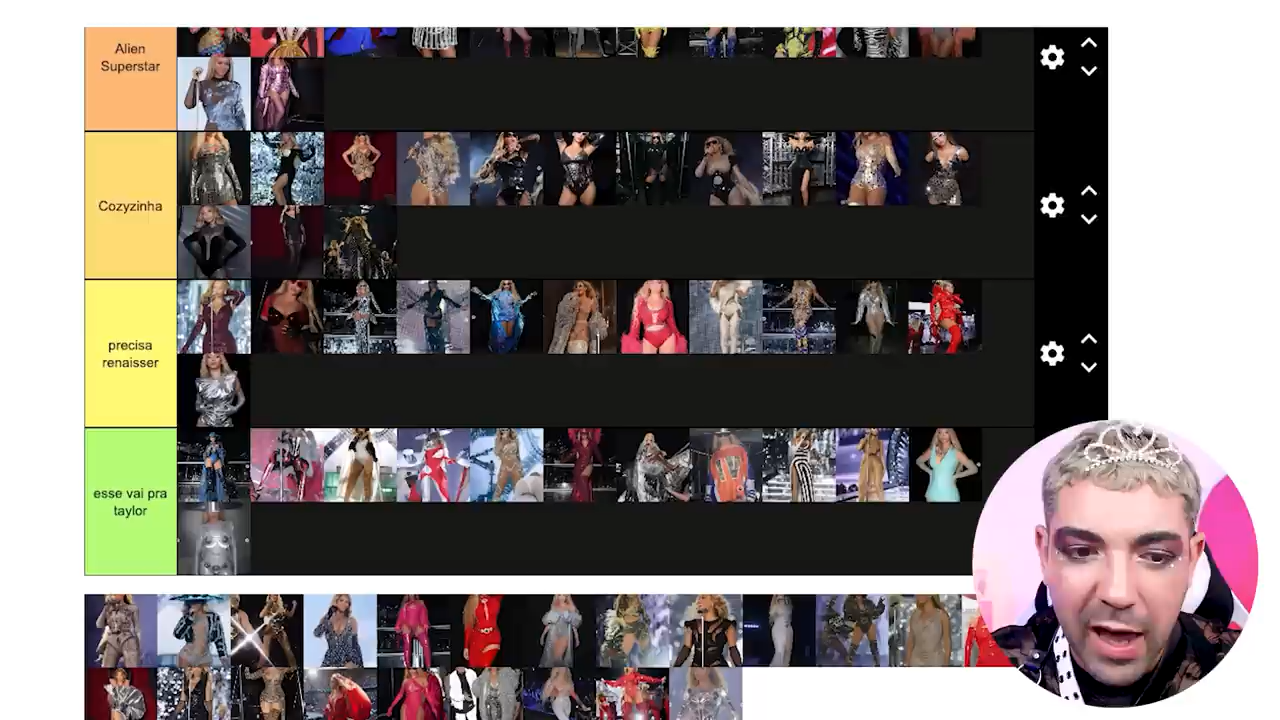 Alien
Superstar
Cozyzinha
precisa
renaisser
esse vai pra
taylor